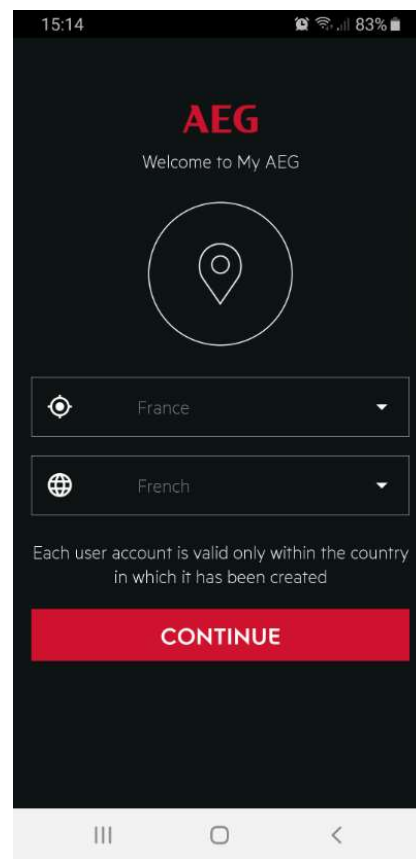 15:14 83%
AEG
Welcome to My AEG
France
French
Each user account is valid only within the country
in which it has been created
CONTINUE